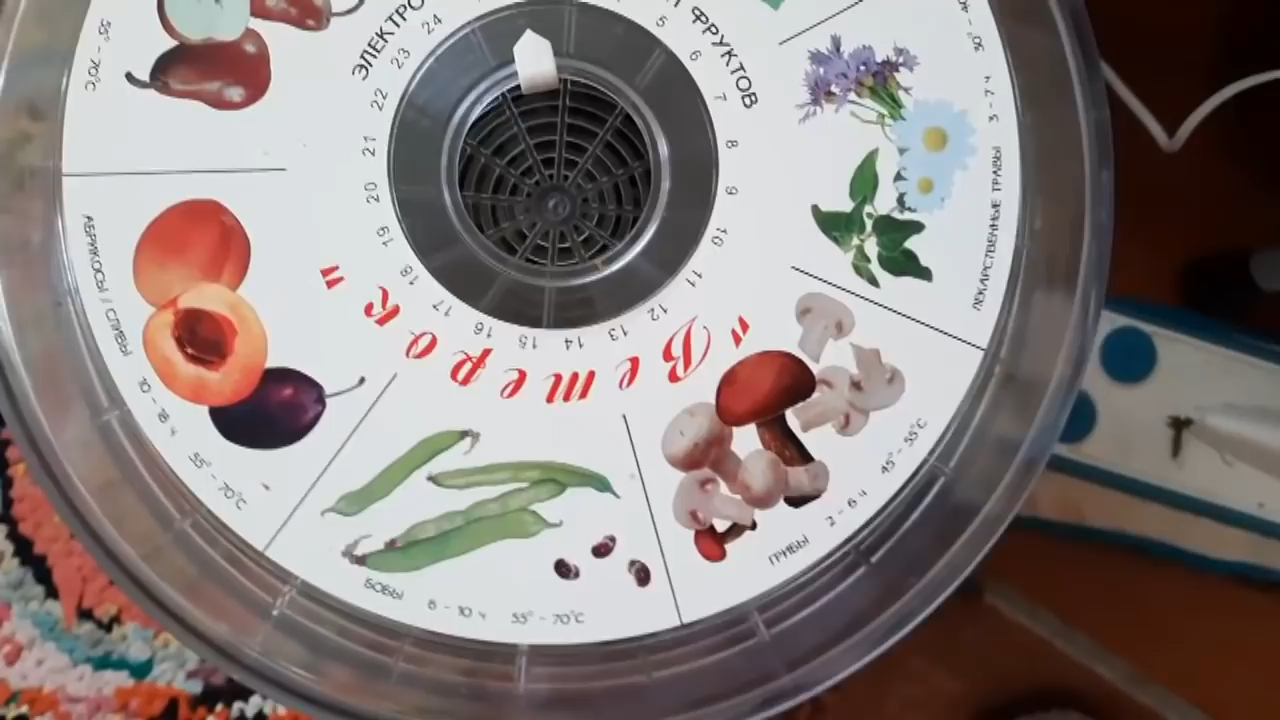 ЭЛЕКТРО
ФРУКТОВ
"Ветерок"
5
6
7
8
9
10
11
12
13
14
15
16
17
18
19
20
21
22
23
24
55° - 70°C
3 - 7 ч
ЛЕКАРСТВЕННЫЕ ТРАВЫ
ГРИБЫ 2 - 6 ч 45° - 55°C
БОБЫ 6 - 10 ч 55° - 70°C
АБРИКОСЫ / СЛИВЫ 10 - 18 ч 55° - 70°C